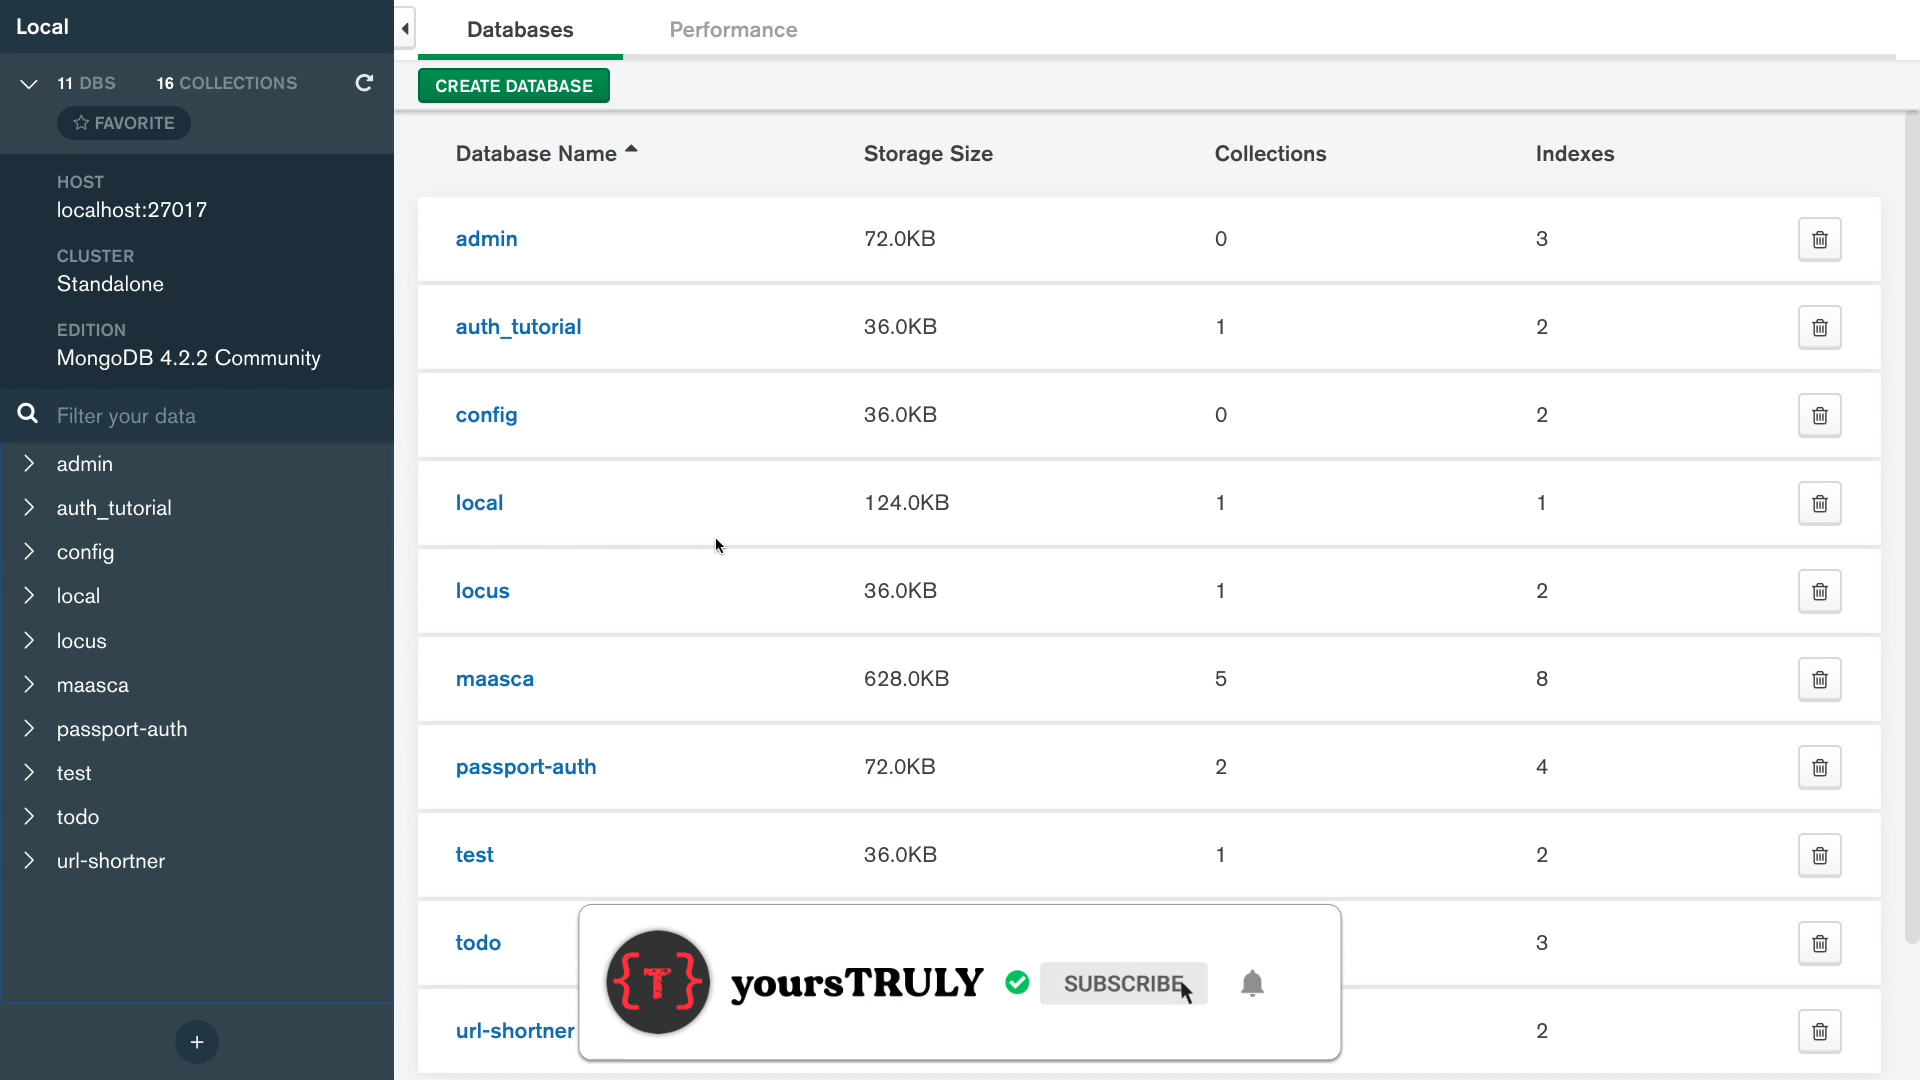 Local
11 DBS 16 COLLECTIONS
FAVORITE
HOST
localhost:27017
CLUSTER
Standalone
EDITION
MongoDB 4.2.2 Community
Filter your data
admin
auth_tutorial
config
local
locus
maasca
passport-auth
test
todo
url-shortner
+
Databases Performance
CREATE DATABASE
Database Name Storage Size Collections Indexes
admin 72.0KB 0 3
auth_tutorial 36.0KB 1 2
config 36.0KB 0 2
local 124.0KB 1 1
locus 36.0KB 1 2
maasca 628.0KB 5 8
passport-auth 72.0KB 2 4
test 36.0KB 1 2
todo 3
url-shortner 2
{T} yoursTRULY SUBSCRIBE